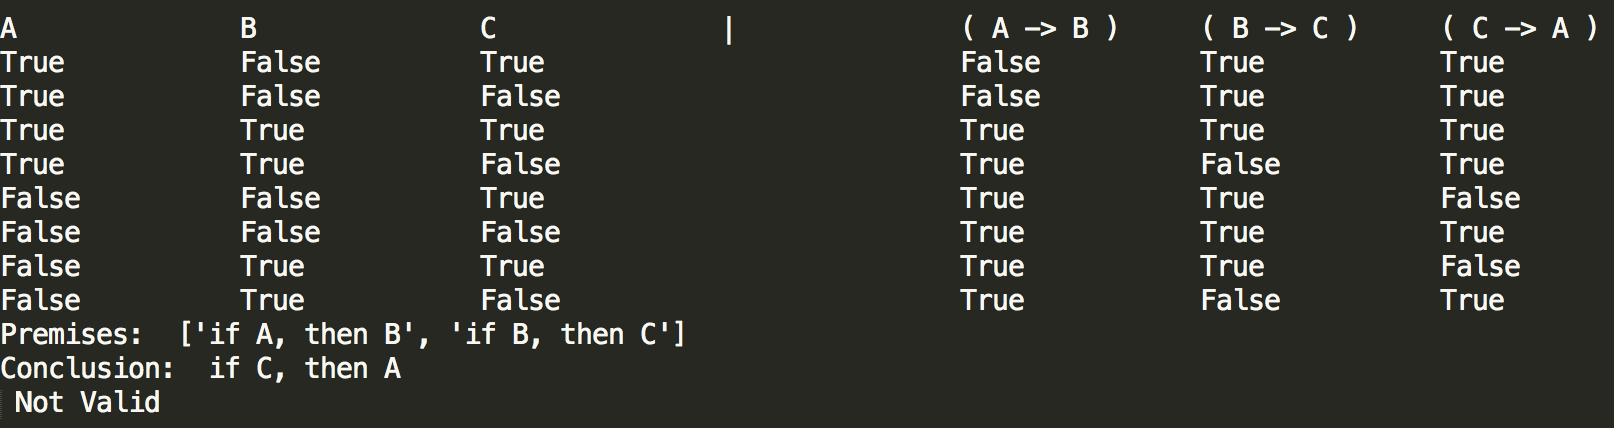 A B C | ( A -> B ) ( B -> C ) ( C -> A )
True False True False True True
True False False False True True
True True True True True True
True True False True False True
False False True True True False
False False False True True True
False True True True True False
False True False True False True
Premises: ['if A, then B', 'if B, then C']
Conclusion: if C, then A
Not Valid